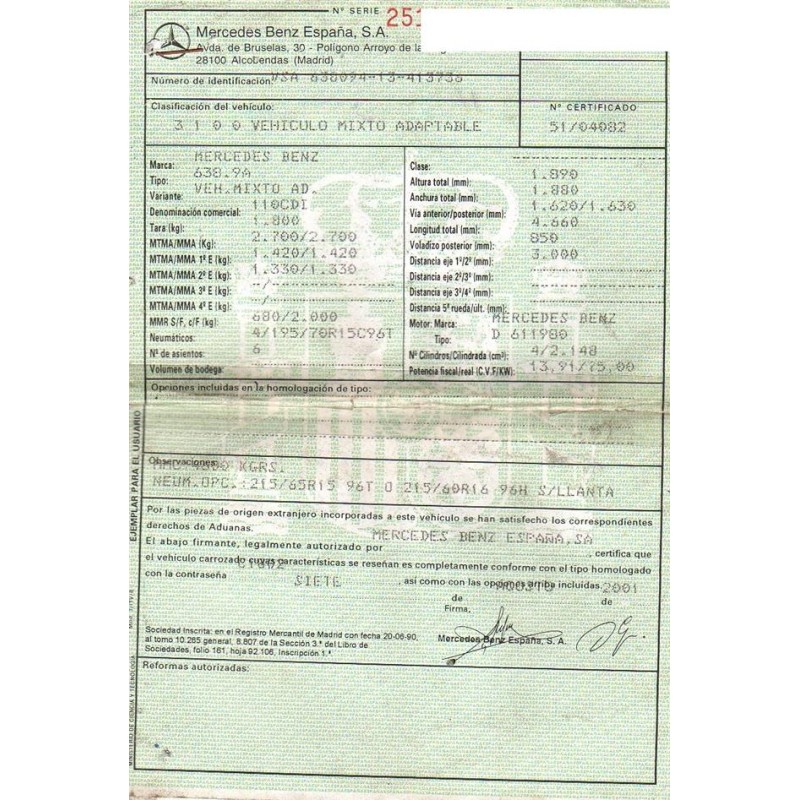 Nº SERIE 251
Mercedes Benz España, S.A.
Avda. de Bruselas, 30 - Polígono Arroyo de la
28100 Alcobendas (Madrid)
Número de identificación: VSA 638094-13-413736
Clasificación del vehículo:
3 1 0 0 VEHICULO MIXTO ADAPTABLE
Nº CERTIFICADO
51/04082
Marca: MERCEDES BENZ
Tipo: 638.9A
Variante: VEH.MIXTO AD.
Denominación comercial: 110CDI
Tara (kg): 1.800
MTMA/MMA (Kg): 2.700/2.700
MTMA/MMA 1º E (kg): 1.420/1.420
MTMA/MMA 2º E (kg): 1.330/1.330
MTMA/MMA 3º E (kg): --/--
MTMA/MMA 4º E (kg): --/--
MMR S/F, c/F (kg): 680/2.000
Neumáticos: 4/195/70R15C96T
Nº de asientos: 6
Volumen de bodega:
Clase:
Altura total (mm): 1.890
Anchura total (mm): 1.880
Vía anterior/posterior (mm): 1.620/1.630
Longitud total (mm): 4.660
Voladizo posterior (mm): 850
Distancia eje 1º/2º (mm): 3.000
Distancia eje 2º/3º (mm):
Distancia eje 3º/4º (mm):
Distancia 5ª rueda/ult. (mm):
Motor: Marca: MERCEDES BENZ
Tipo: D 611980
Nº Cilindros/Cilindrada (cm³): 4/2.148
Potencia fiscal/real (C.V.F/KW): 13,91/75,00
Opciones incluidas en la homologación de tipo:
Observaciones:
KGRS.
NEUM.OPC.:215/65R15 96T O 215/60R16 96H S/LLANTA
Por las piezas de origen extranjero incorporadas a este vehículo se han satisfecho los correspondientes
derechos de Aduanas.
MERCEDES BENZ ESPAÑA,SA
El abajo firmante, legalmente autorizado por , certifica que
el vehículo carrozado cuyas características se reseñan es completamente conforme con el tipo homologado
con la contraseña , así como con las opciones arriba incluidas.
SIETE AGOSTO 2001
de de
Firma,
Mercedes Benz España, S. A.
Sociedad Inscrita: en el Registro Mercantil de Madrid con fecha 20-06-90,
al tomo 10.265 general, 8.807 de la Sección 3.ª del Libro de
Sociedades, folio 161, hoja 92.106, Inscripción 1.ª
Reformas autorizadas:
EJEMPLAR PARA EL USUARIO
MINISTERIO DE CIENCIA Y TECNOLOGÍA